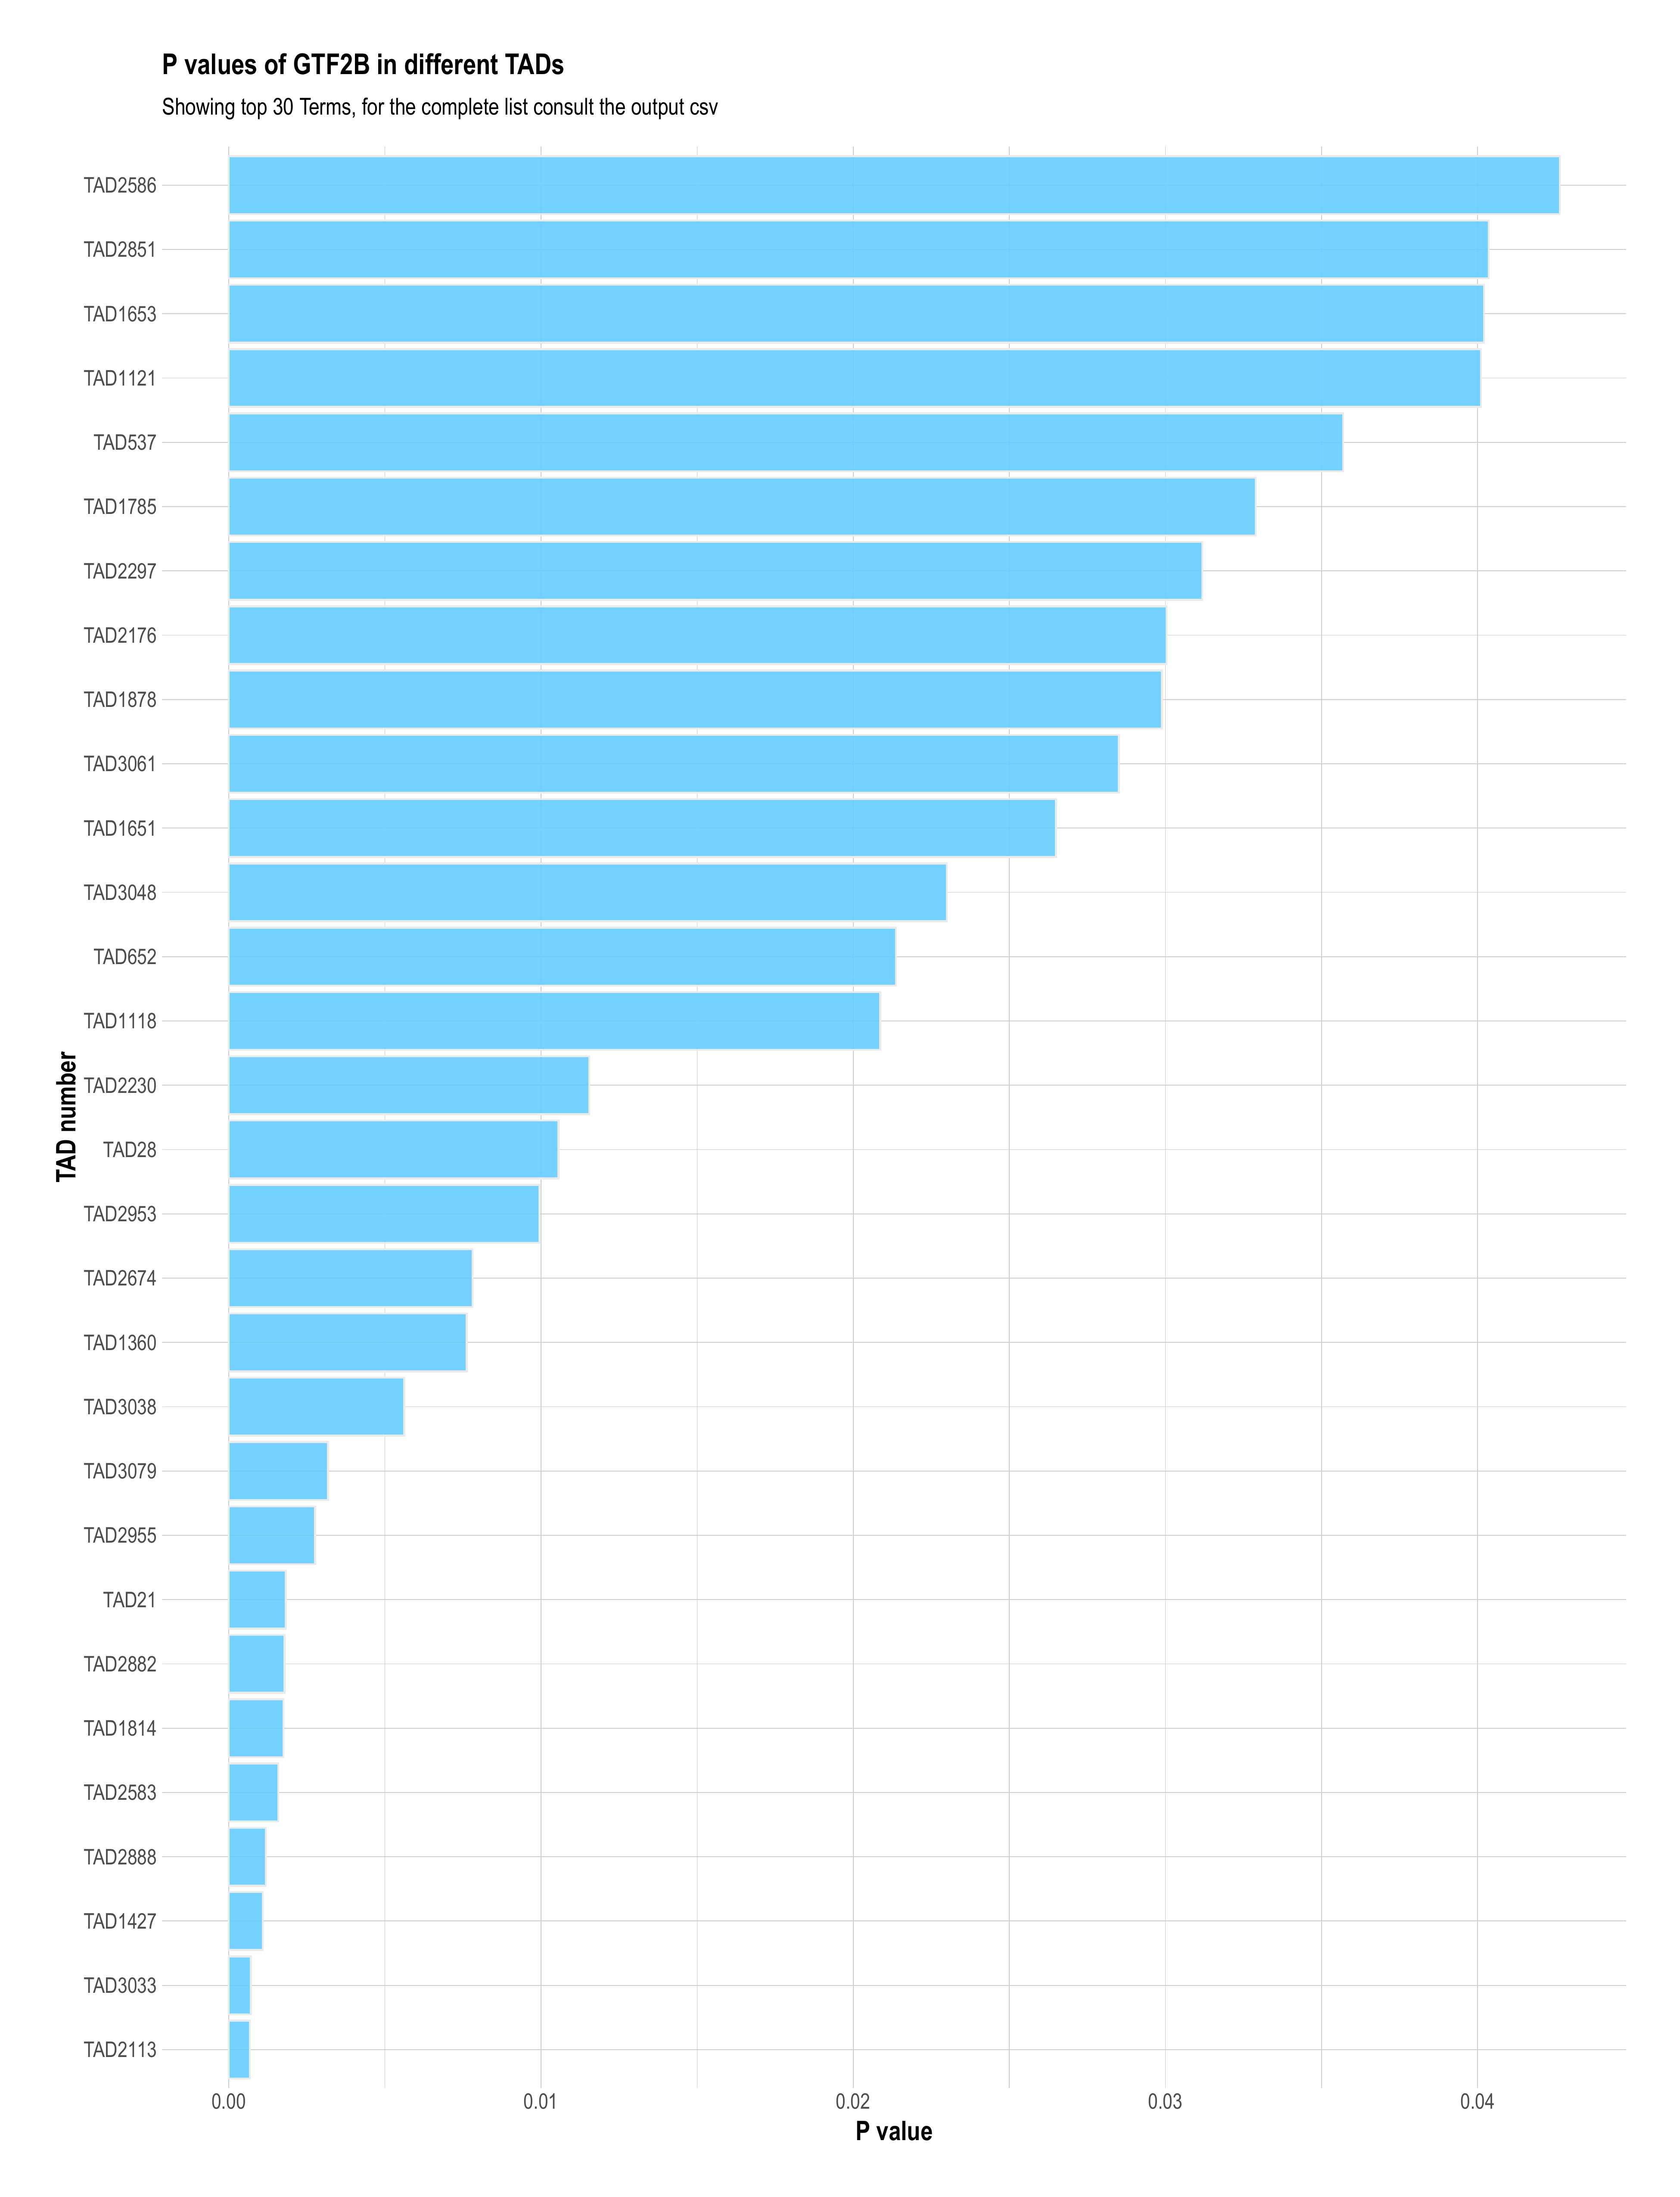 P values of GTF2B in different TADs
Showing top 30 Terms, for the complete list consult the output csv
TAD2586
TAD2851
TAD1653
TAD1121
TAD537
TAD1785
TAD2297
TAD2176
TAD1878
TAD3061
TAD1651
TAD3048
TAD652
TAD1118
TAD2230
TAD28
TAD2953
TAD2674
TAD1360
TAD3038
TAD3079
TAD2955
TAD21
TAD2882
TAD1814
TAD2583
TAD2888
TAD1427
TAD3033
TAD2113
TAD number
0.00 0.01 0.02 0.03 0.04
P value